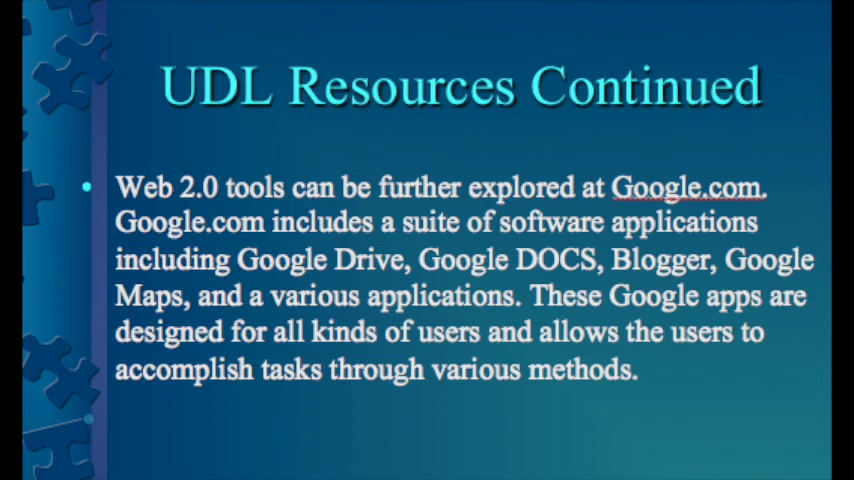 UDL Resources Continued
• Web 2.0 tools can be further explored at Google.com.
Google.com includes a suite of software applications
including Google Drive, Google DOCS, Blogger, Google
Maps, and a various applications. These Google apps are
designed for all kinds of users and allows the users to
accomplish tasks through various methods.